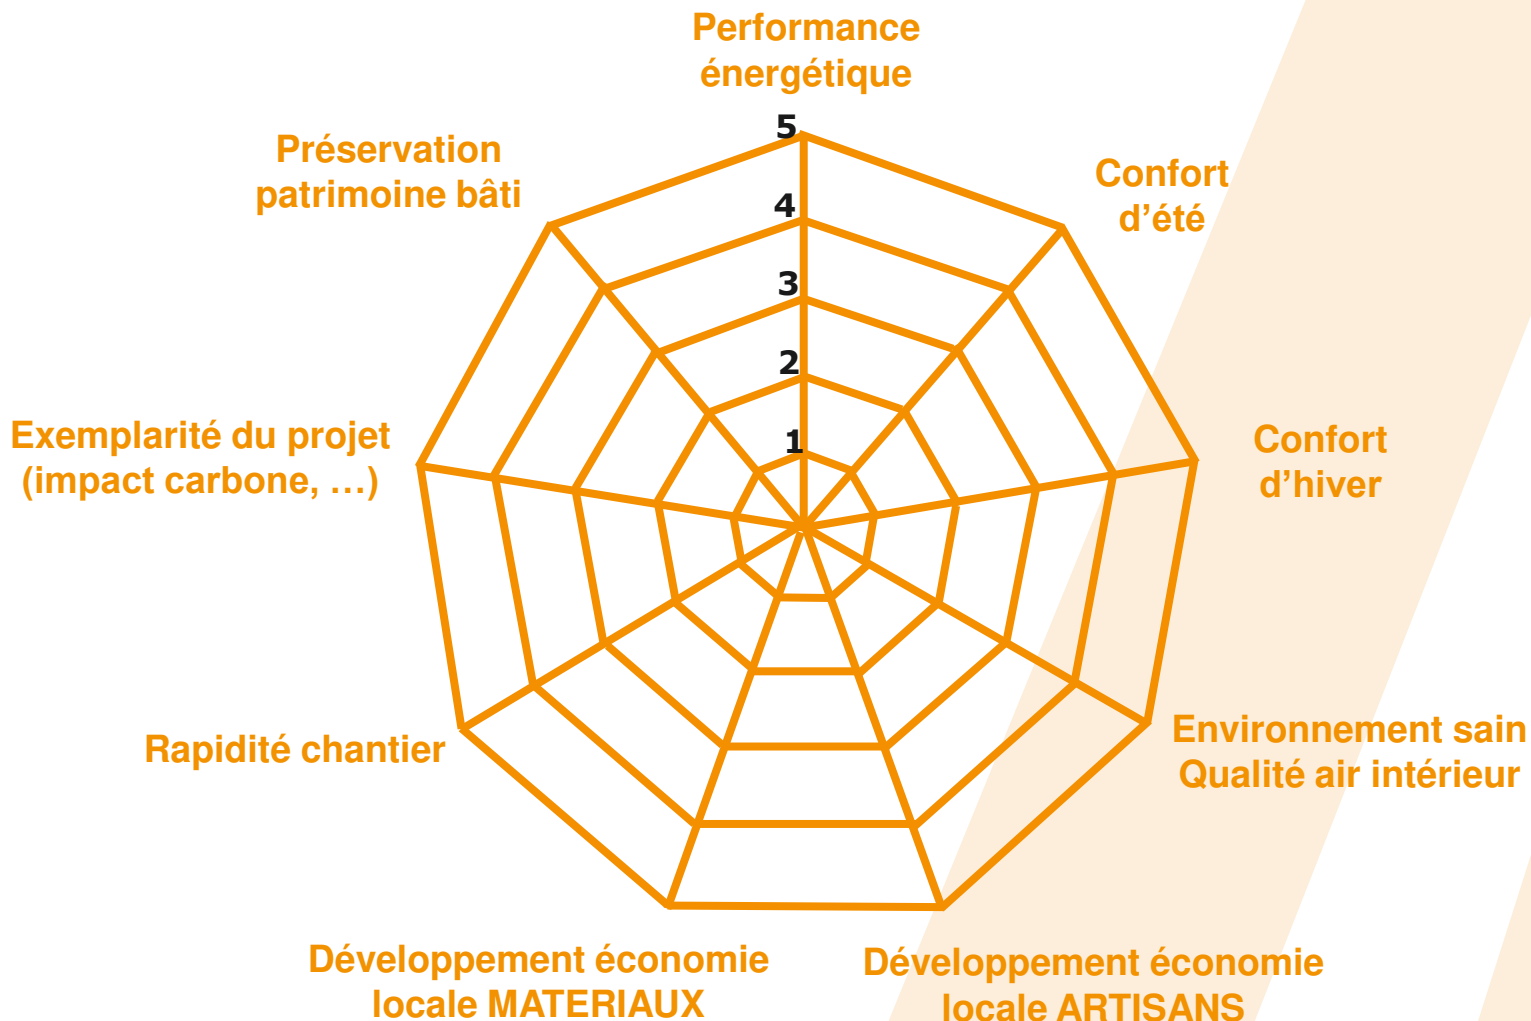 Performance
énergétique
Préservation
patrimoine bâti
Confort
d’été
5
4
3
2
1
Exemplarité du projet
(impact carbone, …)
Confort
d’hiver
Rapidité chantier
Environnement sain
Qualité air intérieur
Développement économie
locale MATERIAUX
Développement économie
locale ARTISANS